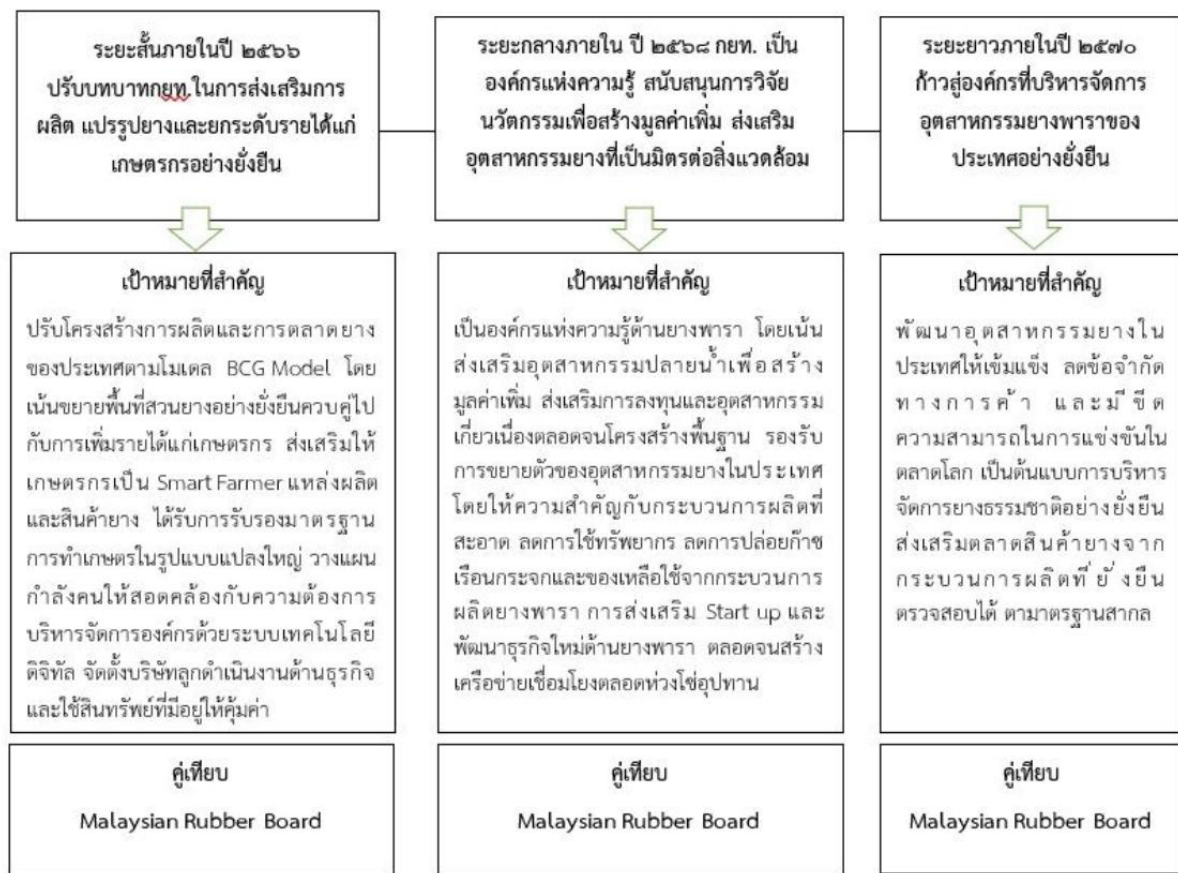 ระยะสั้นภายในปี ๒๕๖๖
ปรับบทบาทกยท.ในการส่งเสริมการ
ผลิต แปรรูปยางและยกระดับรายได้แก่
เกษตรกรอย่างยั่งยืน
ระยะกลางภายใน ปี ๒๕๖๘ กยท. เป็น
องค์กรแห่งความรู้ สนับสนุนการวิจัย
นวัตกรรมเพื่อสร้างมูลค่าเพิ่ม ส่งเสริม
อุตสาหกรรมยางที่เป็นมิตรต่อสิ่งแวดล้อม
ระยะยาวภายในปี ๒๕๗๐
ก้าวสู่องค์กรที่บริหารจัดการ
อุตสาหกรรมยางพาราของ
ประเทศอย่างยั่งยืน
เป้าหมายที่สำคัญ
ปรับโครงสร้างการผลิตและการตลาดยาง
ของประเทศตามโมเดล BCG Model โดย
เน้นขยายพื้นที่สวนยางอย่างยั่งยืนควบคู่ไป
กับการเพิ่มรายได้แก่เกษตรกร ส่งเสริมให้
เกษตรกรเป็น Smart Farmer แหล่งผลิต
และสินค้ายาง ได้รับการรับรองมาตรฐาน
การทำเกษตรในรูปแบบแปลงใหญ่ วางแผน
กำลังคนให้สอดคล้องกับความต้องการ
บริหารจัดการองค์กรด้วยระบบเทคโนโลยี
ดิจิทัล จัดตั้งบริษัทลูกดำเนินงานด้านธุรกิจ
และใช้สินทรัพย์ที่มีอยู่ให้คุ้มค่า
เป้าหมายที่สำคัญ
เป็นองค์กรแห่งความรู้ด้านยางพารา โดยเน้น
ส่งเสริมอุตสาหกรรมปลายน้ำเพื่อสร้าง
มูลค่าเพิ่ม ส่งเสริมการลงทุนและอุตสาหกรรม
เกี่ยวเนื่องตลอดจนโครงสร้างพื้นฐาน รองรับ
การขยายตัวของอุตสาหกรรมยางในประเทศ
โดยให้ความสำคัญกับกระบวนการผลิตที่
สะอาด ลดการใช้ทรัพยากร ลดการปล่อยก๊าซ
เรือนกระจกและของเหลือใช้จากกระบวนการ
ผลิตยางพารา การส่งเสริม Start up และ
พัฒนาธุรกิจใหม่ด้านยางพารา ตลอดจนสร้าง
เครือข่ายเชื่อมโยงตลอดห่วงโซ่อุปทาน
เป้าหมายที่สำคัญ
พัฒนาอุตสาหกรรมยางใน
ประเทศให้เข้มแข็ง ลดข้อจำกัด
ทางการค้า และมีขีด
ความสามารถในการแข่งขันใน
ตลาดโลก เป็นต้นแบบการบริหาร
จัดการยางธรรมชาติอย่างยั่งยืน
ส่งเสริมตลาดสินค้ายางจาก
กระบวนการผลิตที่ยั่งยืน
ตรวจสอบได้ ตามาตรฐานสากล
คู่เทียบ
Malaysian Rubber Board
คู่เทียบ
Malaysian Rubber Board
คู่เทียบ
Malaysian Rubber Board